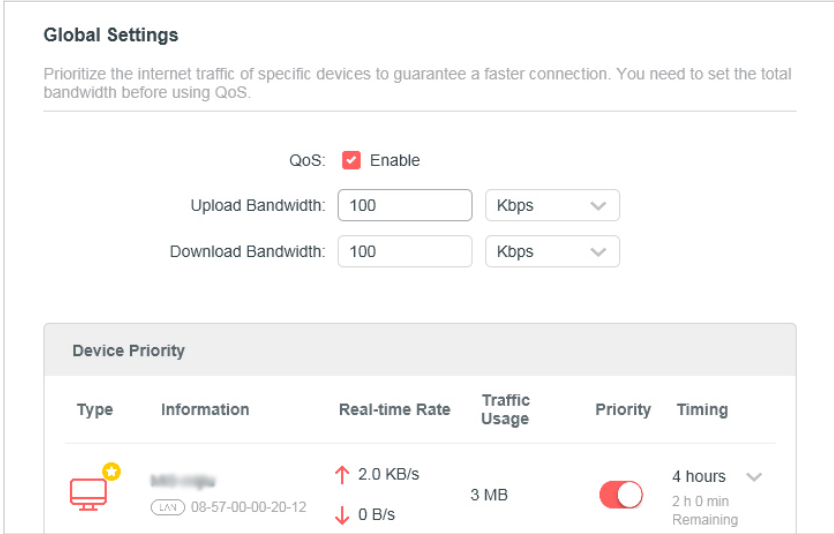 Global Settings
Prioritize the internet traffic of specific devices to guarantee a faster connection. You need to set the total
bandwidth before using QoS.
QoS: Enable
Upload Bandwidth: 100 Kbps
Download Bandwidth: 100 Kbps
Device Priority
Type Information Real-time Rate Traffic Usage Priority Timing
2.0 KB/s
4 hours
LAN 08-57-00-00-20-12
3 MB
2 h 0 min
0 B/s
Remaining